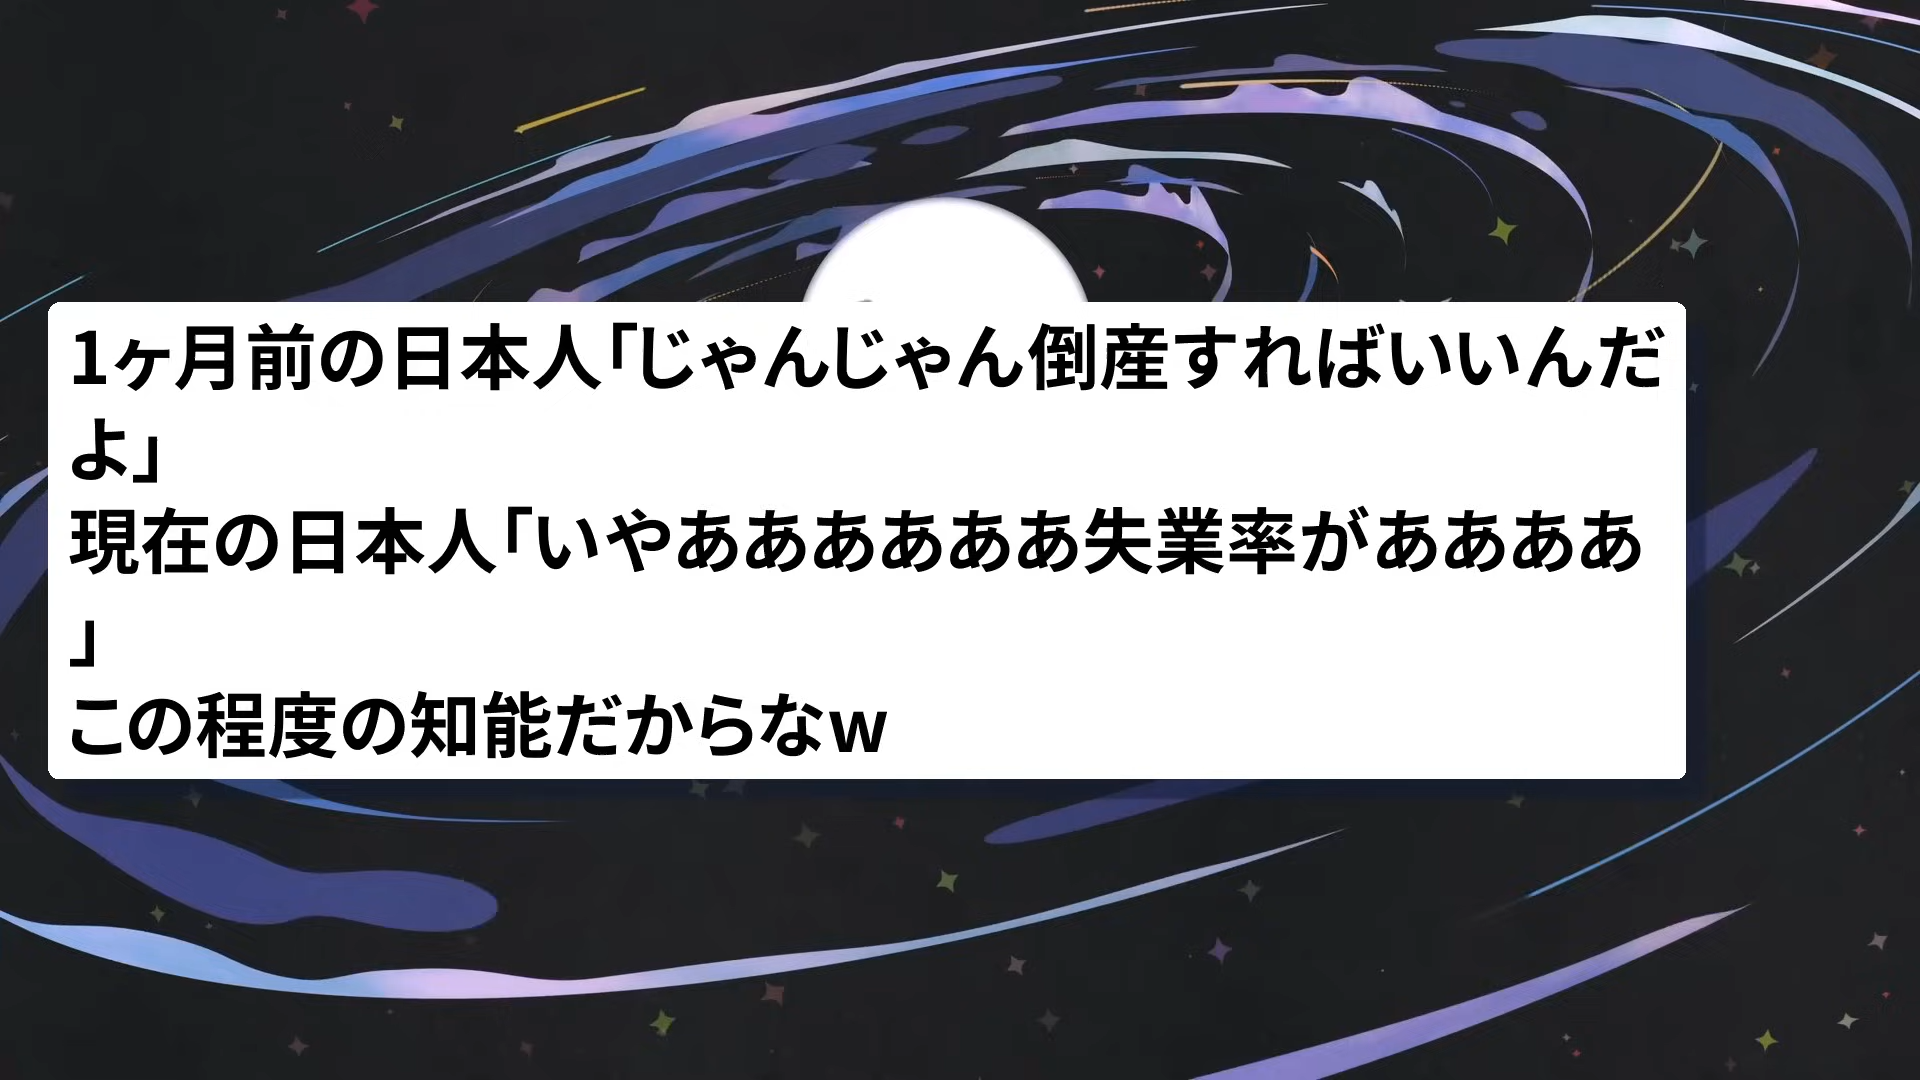 1ヶ月前の日本人「じゃんじゃん倒産すればいいんだ
よ」
現在の日本人「いやああああああ失業率がああああ
」
この程度の知能だからなw